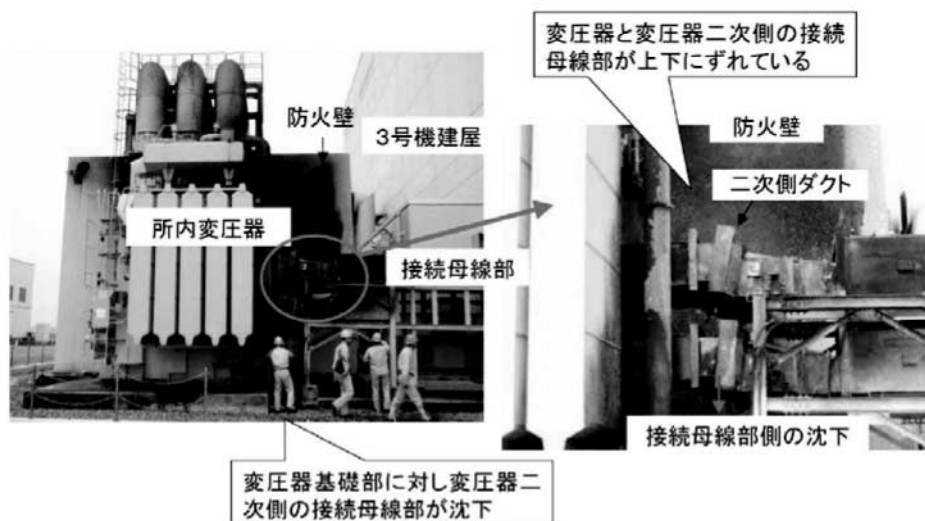 変圧器と変圧器二次側の接続
母線部が上下にずれている
防火壁
3号機建屋
所内変圧器
接続母線部
防火壁
二次側ダクト
接続母線部側の沈下
変圧器基礎部に対し変圧器二
次側の接続母線部が沈下